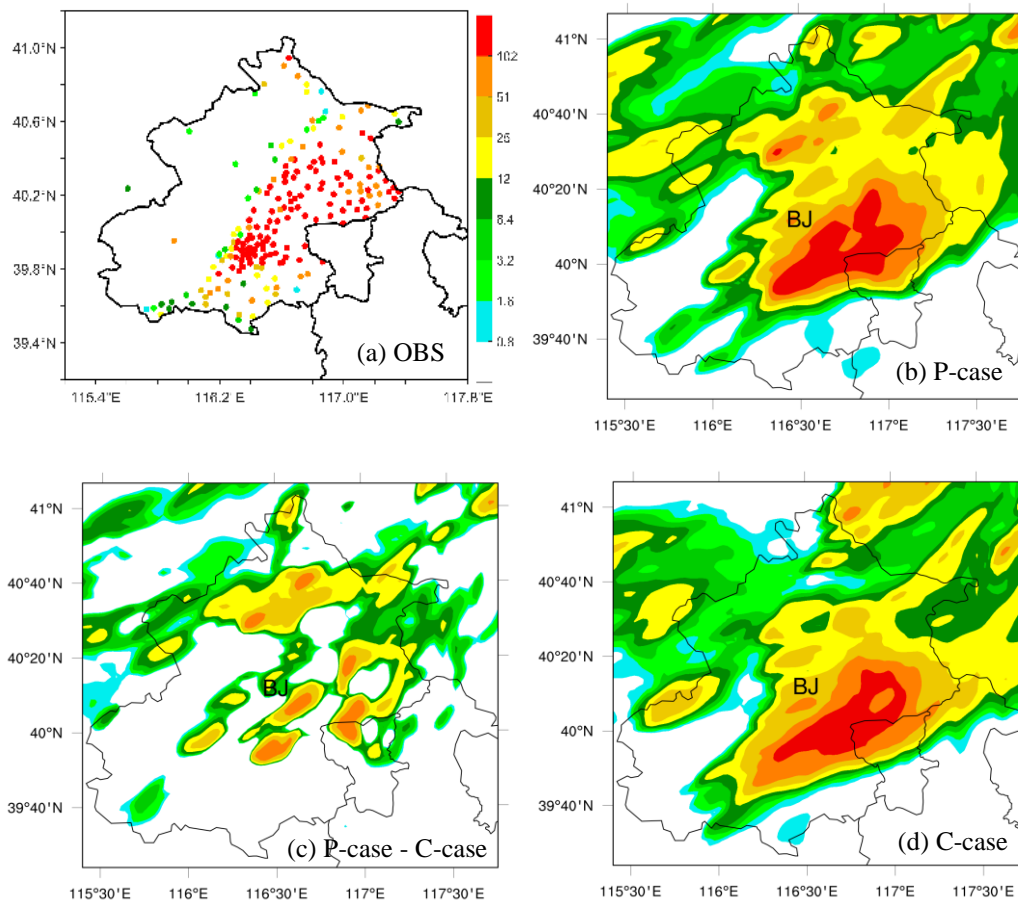 41.0°N
40.6°N
40.2°N
39.8°N
39.4°N
115.4°E 116.2 E 117.0°E 117.8°E
102
51
25
12
8.4
3.2
1.6
0.8
(a) OBS
41°N
40°40'N
40°20'N
40°N
39°40'N
BJ
(b) P-case
115°30'E 116°E 116°30'E 117°E 117°30'E
41°N
40°40'N
40°20'N
40°N
39°40'N
BJ
(c) P-case - C-case
115°30'E 116°E 116°30'E 117°E 117°30'E
41°N
40°40'N
40°20'N
40°N
39°40'N
BJ
(d) C-case
115°30'E 116°E 116°30'E 117°E 117°30'E